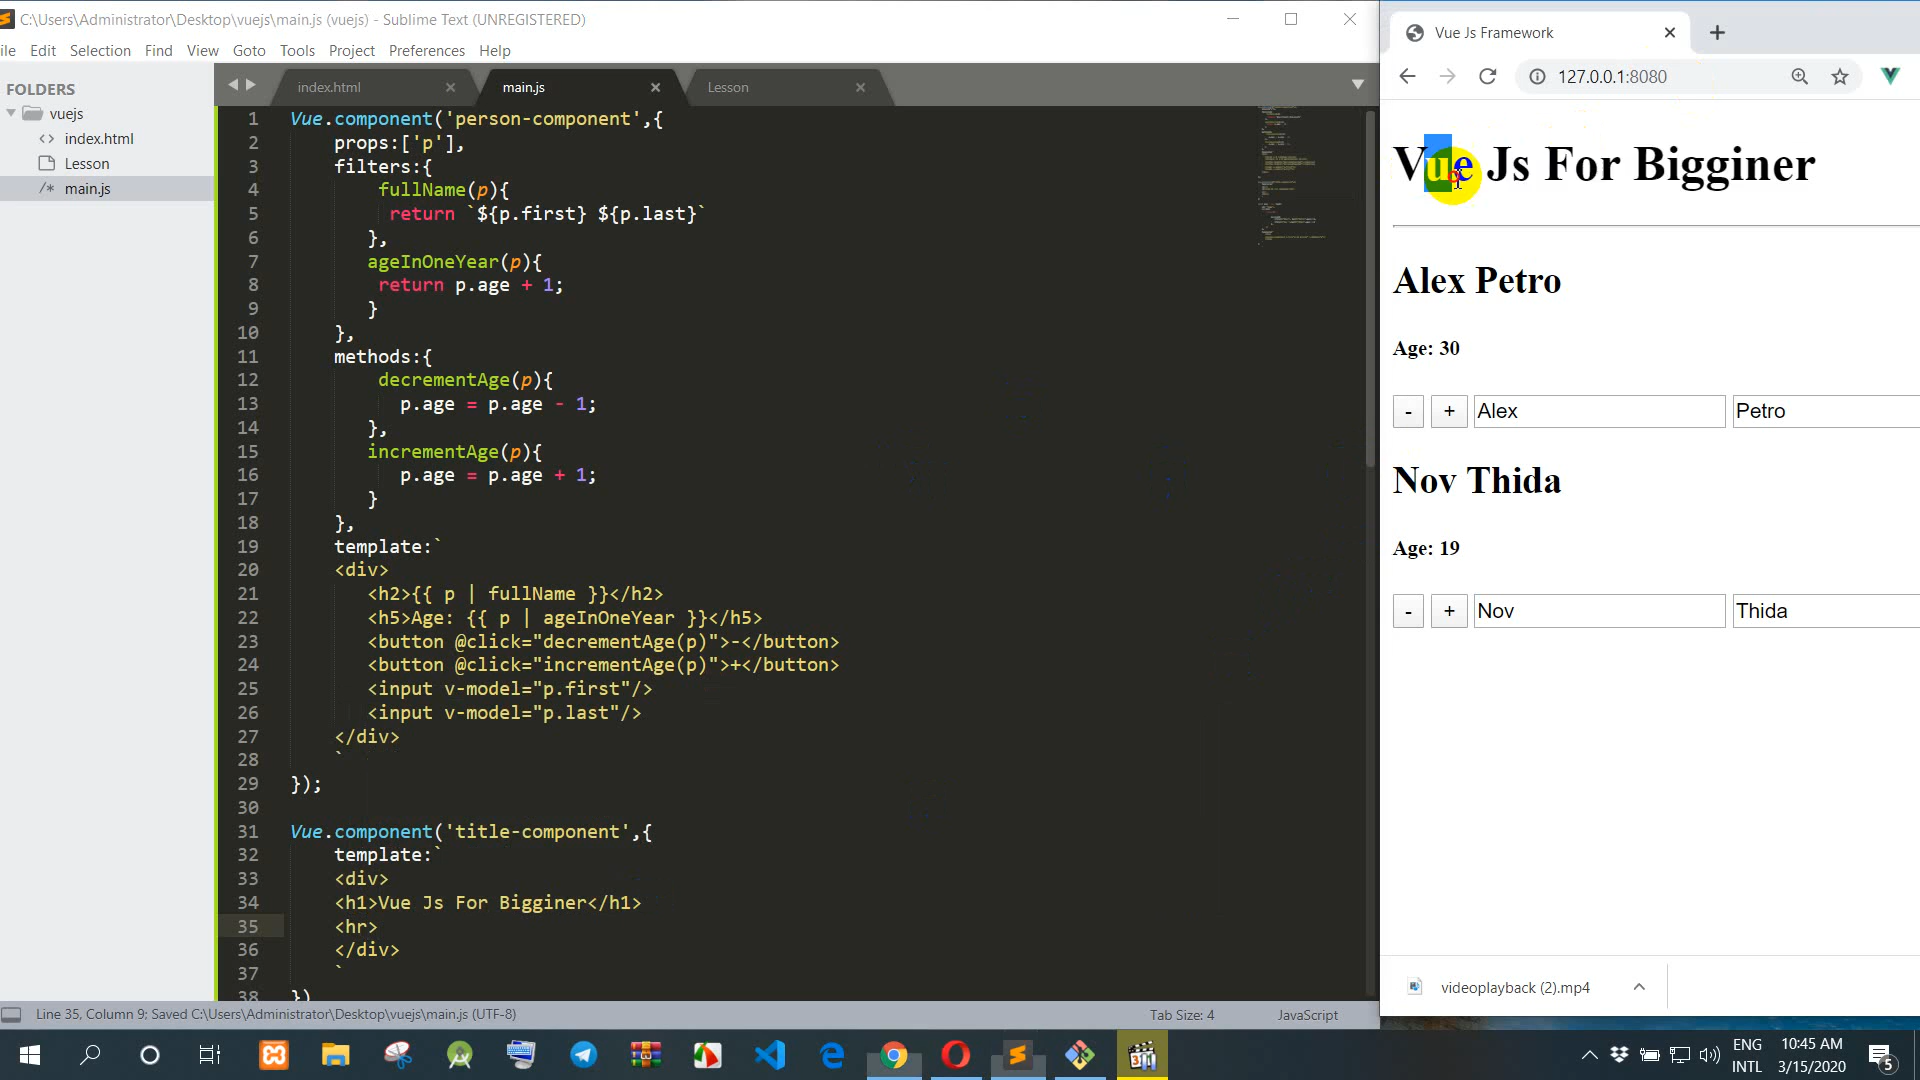 C:\Users\Administrator\Desktop\vuejs\main.js (vuejs) - Sublime Text (UNREGISTERED)
ile Edit Selection Find View Goto Tools Project Preferences Help
FOLDERS
vuejs
<> index.html
Lesson
/* main.js
index.html
main.js
Lesson
1 Vue.component('person-component',{
2 props:['p'],
3 filters:{
4 fullName(p){
5 return `${p.first} ${p.last}`
6 },
7 ageInOneYear(p){
8 return p.age + 1;
9 }
10 },
11 methods:{
12 decrementAge(p){
13 p.age = p.age - 1;
14 },
15 incrementAge(p){
16 p.age = p.age + 1;
17 }
18 },
19 template:`
20 <div>
21 <h2>{{ p | fullName }}</h2>
22 <h5>Age: {{ p | ageInOneYear }}</h5>
23 <button @click="decrementAge(p)">-</button>
24 <button @click="incrementAge(p)">+</button>
25 <input v-model="p.first"/>
26 <input v-model="p.last"/>
27 </div>
28 `
29 });
30
31 Vue.component('title-component',{
32 template:`
33 <div>
34 <h1>Vue Js For Bigginer</h1>
35 <hr>
36 </div>
37 `
38 })
Line 35, Column 9; Saved C:\Users\Administrator\Desktop\vuejs\main.js (UTF-8)
Tab Size: 4
JavaScript
Vue Js Framework
127.0.0.1:8080
Vue Js For Bigginer
Alex Petro
Age: 30
- + Alex Petro
Nov Thida
Age: 19
- + Nov Thida
videoplayback (2).mp4
ENG
INTL
10:45 AM
3/15/2020
5